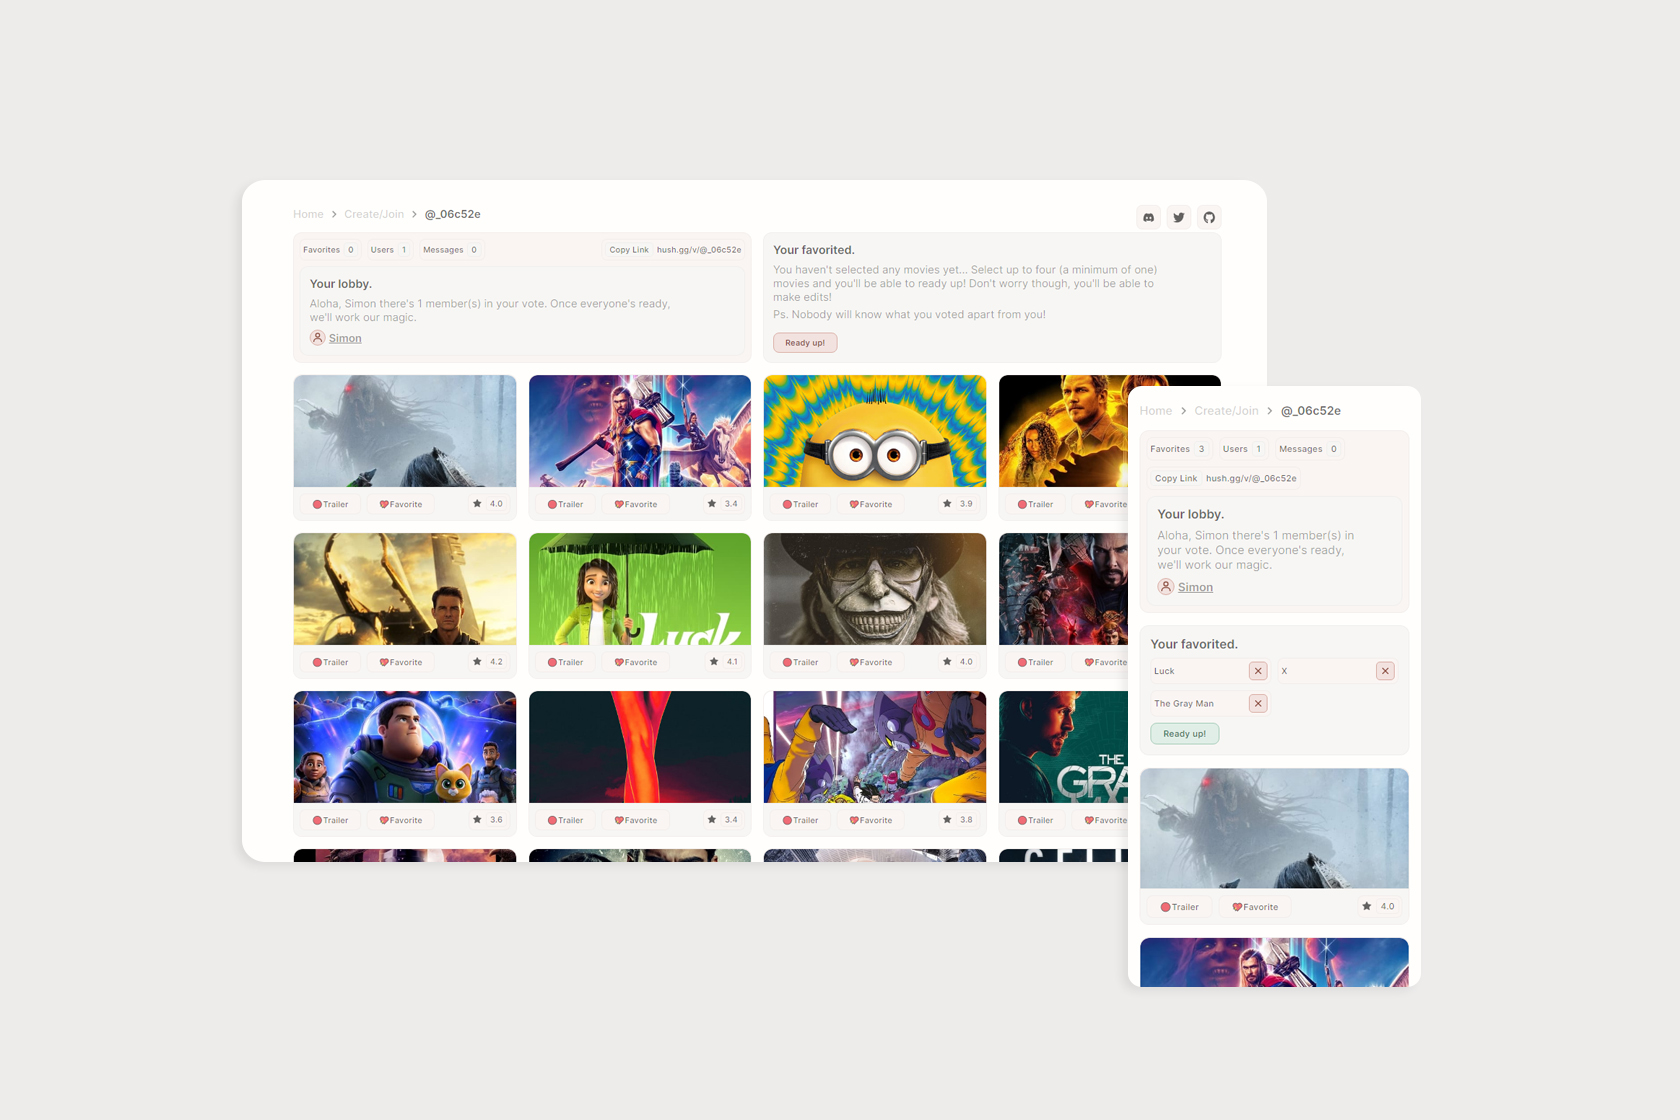 Home > Create/Join > @_06c52e
Favorites 0 Users 1 Messages 0 Copy Link hush.gg/v/@_06c52e
Your lobby.
Aloha, Simon there's 1 member(s) in your vote. Once everyone's ready,
we'll work our magic.
Simon
Your favorited.
You haven't selected any movies yet... Select up to four (a minimum of one)
movies and you'll be able to ready up! Don't worry though, you'll be able to
make edits!
Ps. Nobody will know what you voted apart from you!
Ready up!
Trailer Favorite 4.0
Trailer Favorite 3.4
Trailer Favorite 3.9
Trailer Favorite
Luck
Trailer Favorite 4.2
Trailer Favorite 4.1
Trailer Favorite 4.0
Trailer Favorite
THE
GRA
Trailer Favorite 3.6
Trailer Favorite 3.4
Trailer Favorite 3.8
Trailer Favorite
Home > Create/Join > @_06c52e
Favorites 3 Users 1 Messages 0
Copy Link hush.gg/v/@_06c52e
Your lobby.
Aloha, Simon there's 1 member(s) in
your vote. Once everyone's ready,
we'll work our magic.
Simon
Your favorited.
Luck X
The Gray Man
Ready up!
Trailer Favorite 4.0